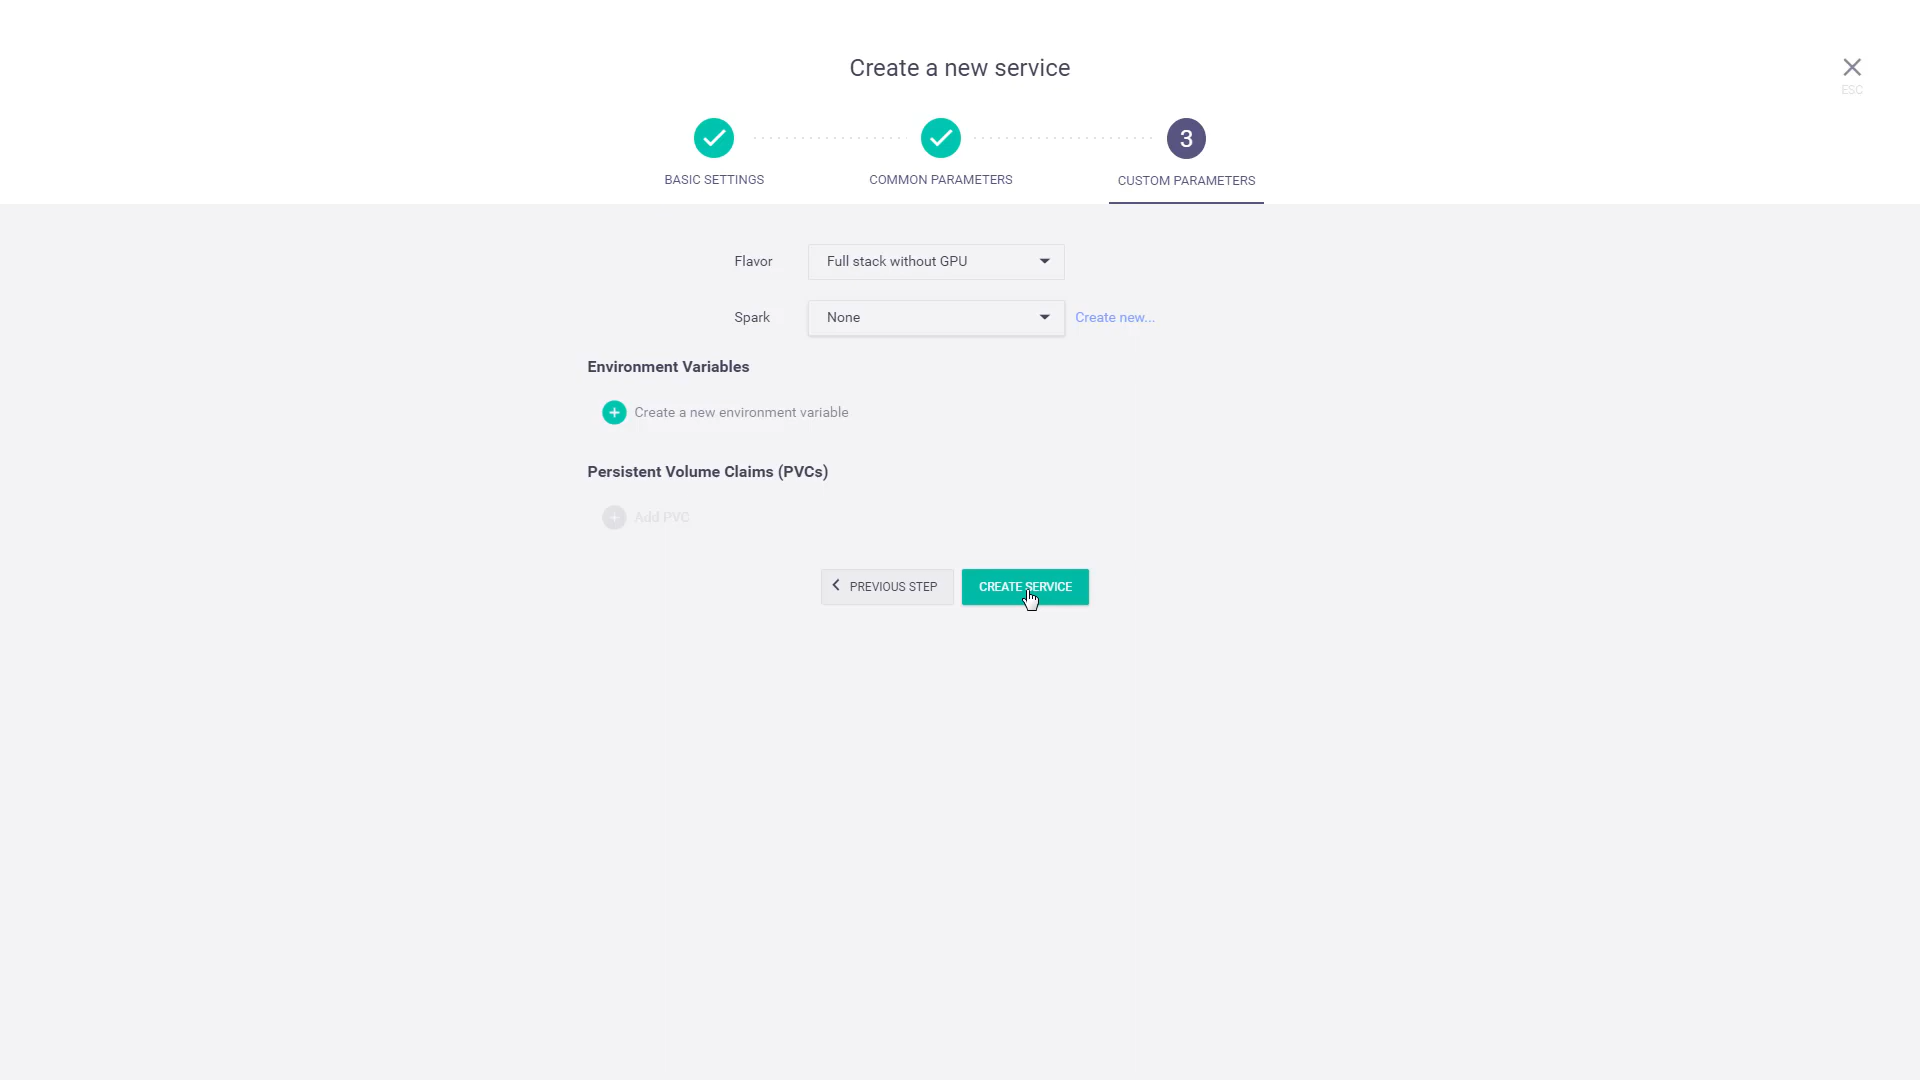 Create a new service
ESC
3
BASIC SETTINGS
COMMON PARAMETERS
CUSTOM PARAMETERS
Flavor
Full stack without GPU
Spark
None
Create new...
Environment Variables
Create a new environment variable
Persistent Volume Claims (PVCs)
Add PVC
PREVIOUS STEP
CREATE SERVICE